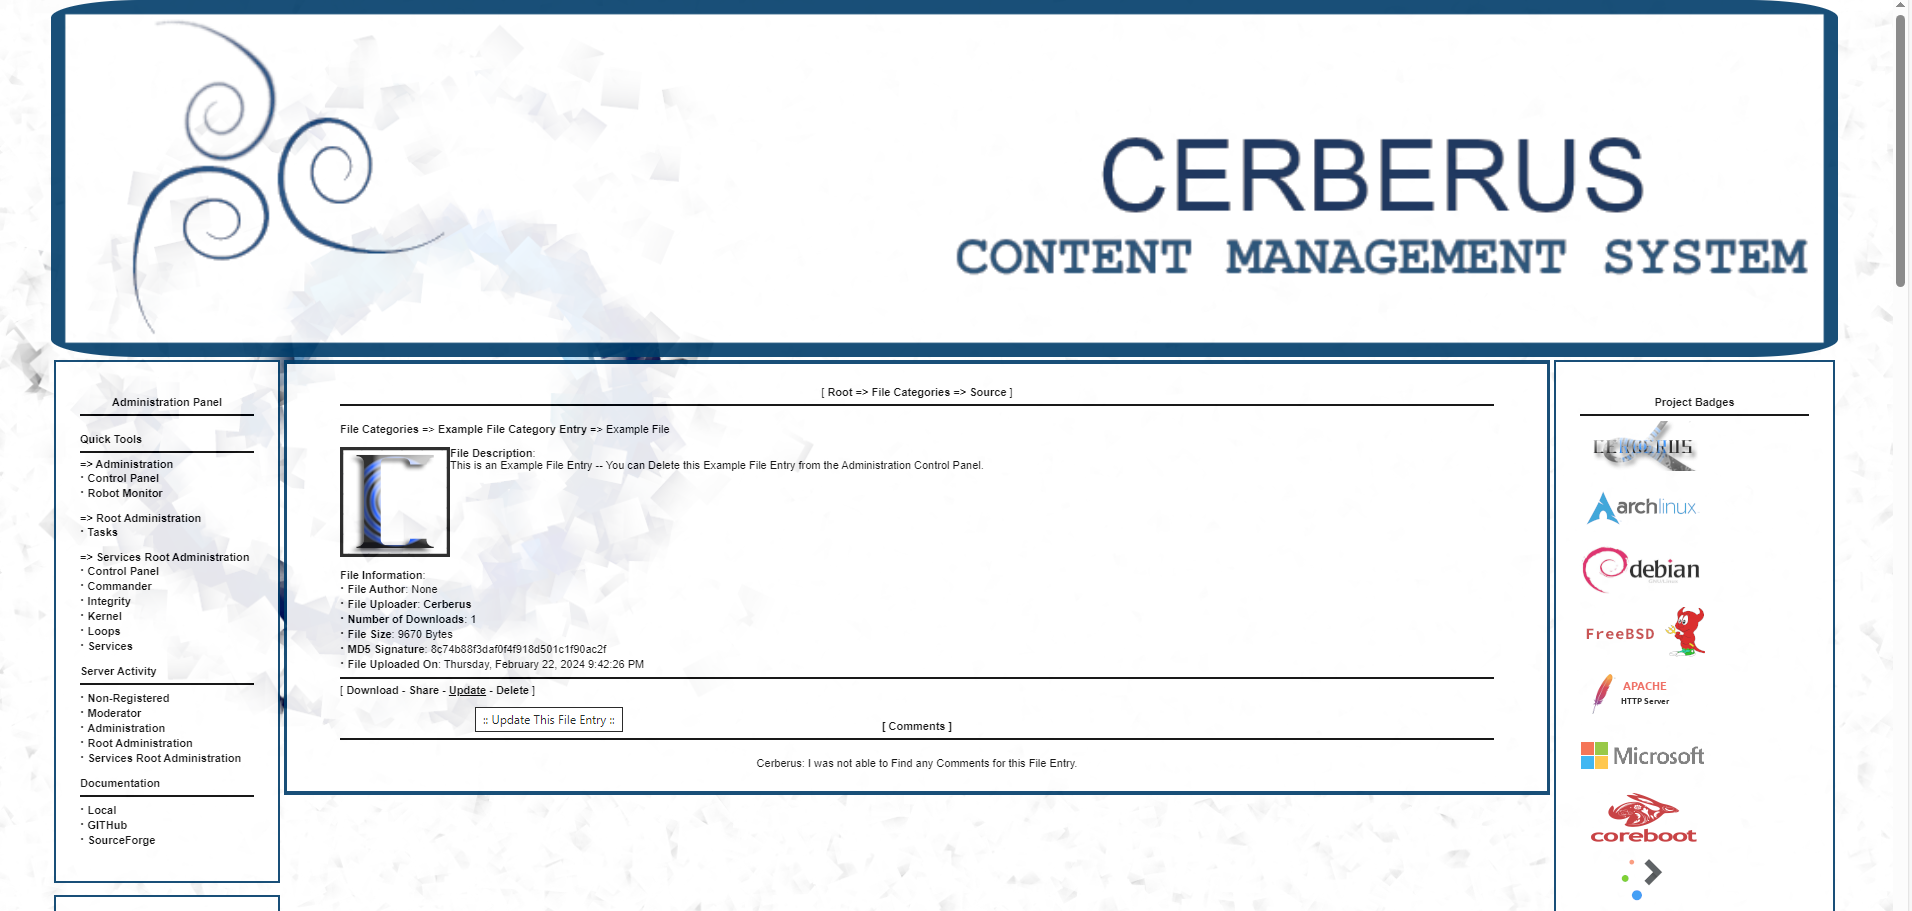 CERBERUS
CONTENT MANAGEMENT SYSTEM
Administration Panel
Quick Tools
=> Administration
· Control Panel
· Robot Monitor
=> Root Administration
· Tasks
=> Services Root Administration
· Control Panel
· Commander
· Integrity
· Kernel
· Loops
· Services
Server Activity
· Non-Registered
· Moderator
· Administration
· Root Administration
· Services Root Administration
Documentation
· Local
· GITHub
· SourceForge
[ Root => File Categories => Source ]
File Categories => Example File Category Entry => Example File
File Description:
This is an Example File Entry -- You can Delete this Example File Entry from the Administration Control Panel.
File Information:
· File Author: None
· File Uploader: Cerberus
· Number of Downloads: 1
· File Size: 9670 Bytes
· MD5 Signature: 8c74b88f3daf0f4f918d501c1f90ac2f
· File Uploaded On: Thursday, February 22, 2024 9:42:26 PM
[ Download - Share - Update - Delete ]
:: Update This File Entry ::
[ Comments ]
Cerberus: I was not able to Find any Comments for this File Entry.
Project Badges
CERBERUS
archlinux
debian
FreeBSD
APACHE
HTTP Server
Microsoft
coreboot